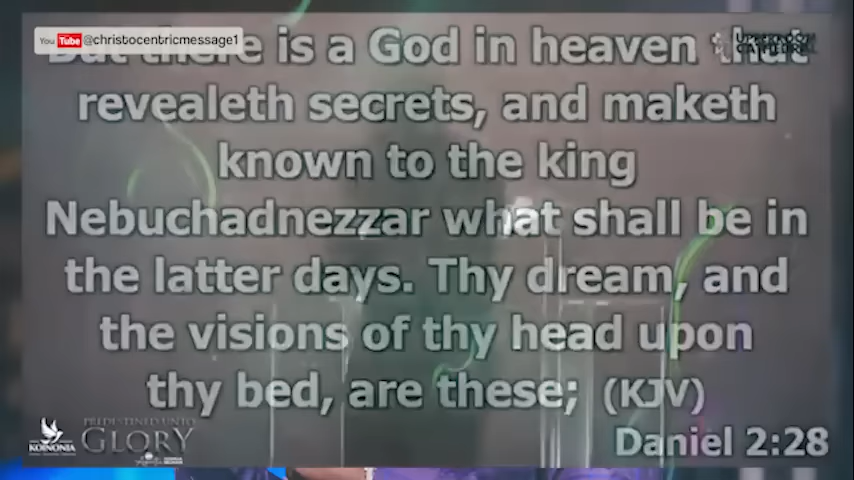 You Tube @christocentricmessage1
But there is a God in heaven that
UPPERROOM
CATHEDRAL
revealeth secrets, and maketh
known to the king
Nebuchadnezzar what shall be in
the latter days. Thy dream, and
the visions of thy head upon
thy bed, are these; (KJV)
Daniel 2:28
KOINONIA
PREDESTINED UNTO
GLORY